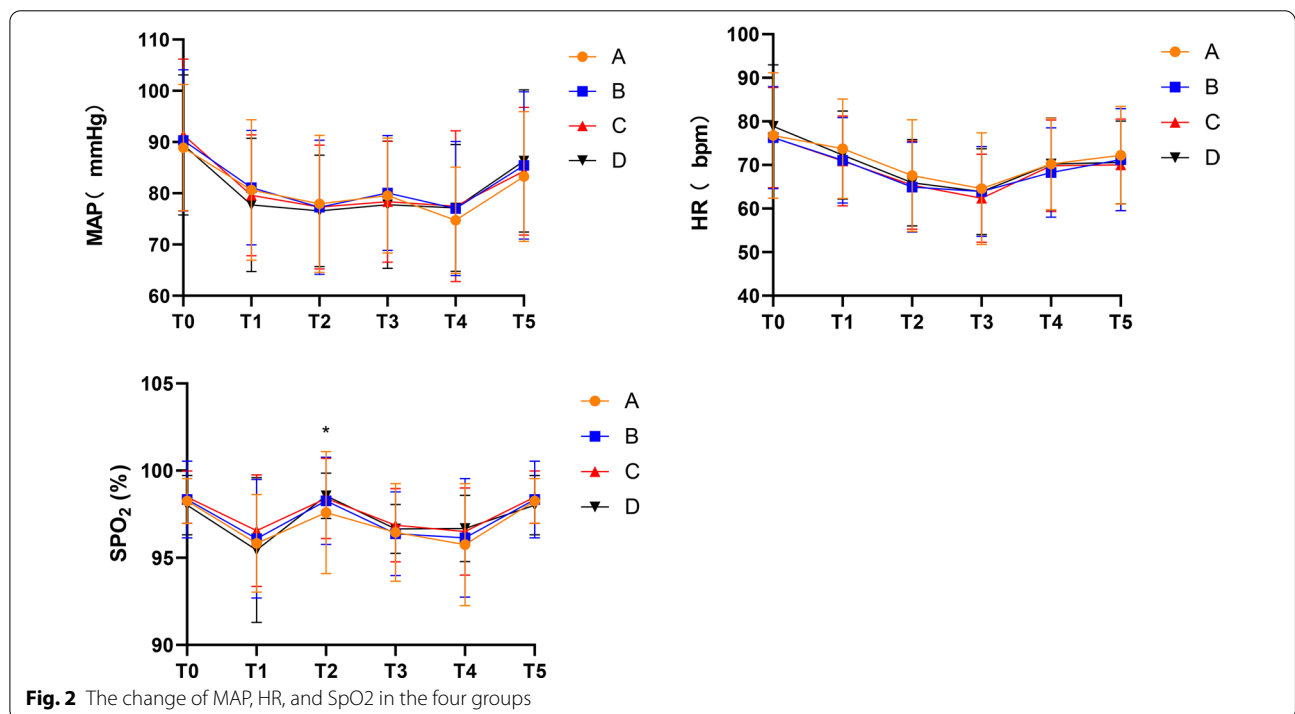 110
100
90
80
70
60
MAP( mmHg)
T0 T1 T2 T3 T4 T5
A
B
C
D
100
90
80
70
60
50
40
HR( bpm)
T0 T1 T2 T3 T4 T5
A
B
C
D
105
100
95
90
SPO2 (%)
*
T0 T1 T2 T3 T4 T5
A
B
C
D
Fig. 2 The change of MAP, HR, and SpO2 in the four groups